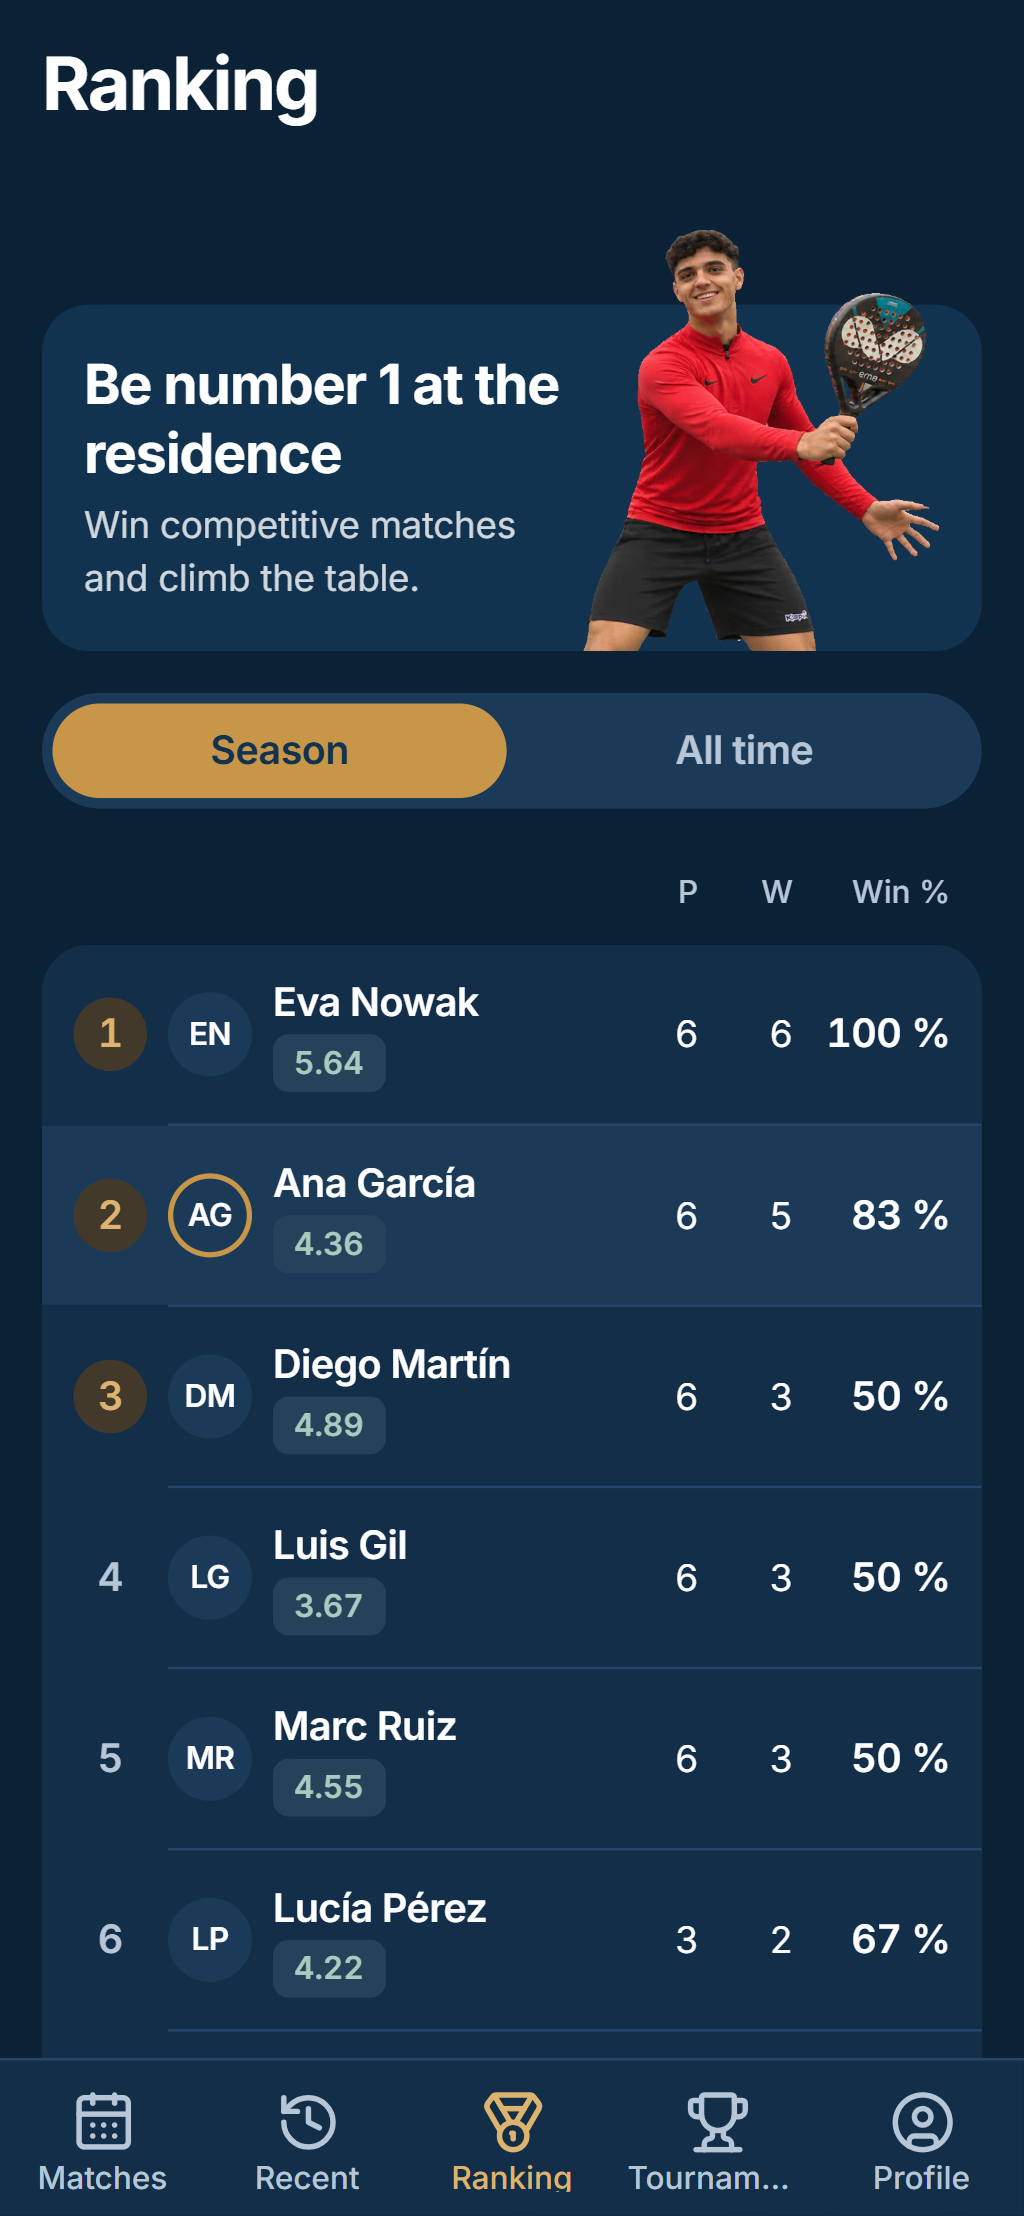 Ranking
Be number 1 at the
residence
Win competitive matches
and climb the table.
Season
All time
P W Win %
1 EN Eva Nowak 6 6 100 %
5.64
2 AG Ana García 6 5 83 %
4.36
3 DM Diego Martín 6 3 50 %
4.89
4 LG Luis Gil 6 3 50 %
3.67
5 MR Marc Ruiz 6 3 50 %
4.55
6 LP Lucía Pérez 3 2 67 %
4.22
Matches Recent Ranking Tournam... Profile